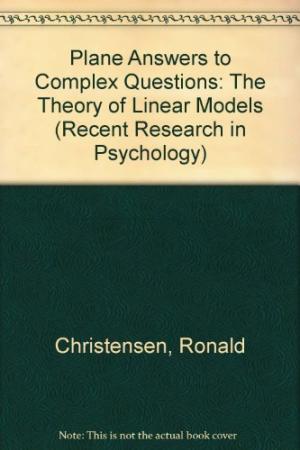 Plane Answers to
Complex Questions: The
Theory of Linear Models
(Recent Research in
Psychology)
Christensen, Ronald
Note: This is not the actual book cover